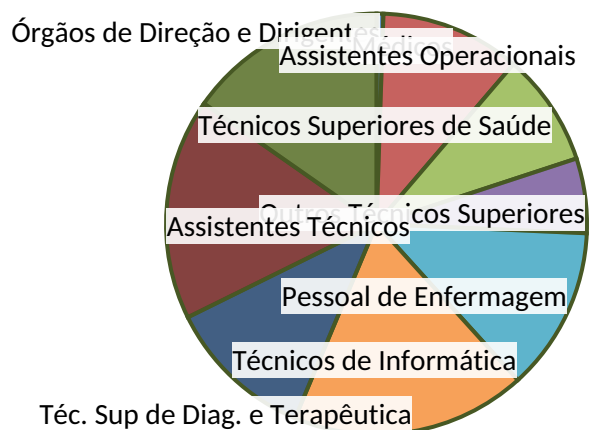 Órgãos de Direção e Dirigentes
Médicos
Assistentes Operacionais
Técnicos Superiores de Saúde
Outros Técnicos Superiores
Assistentes Técnicos
Pessoal de Enfermagem
Técnicos de Informática
Téc. Sup de Diag. e Terapêutica